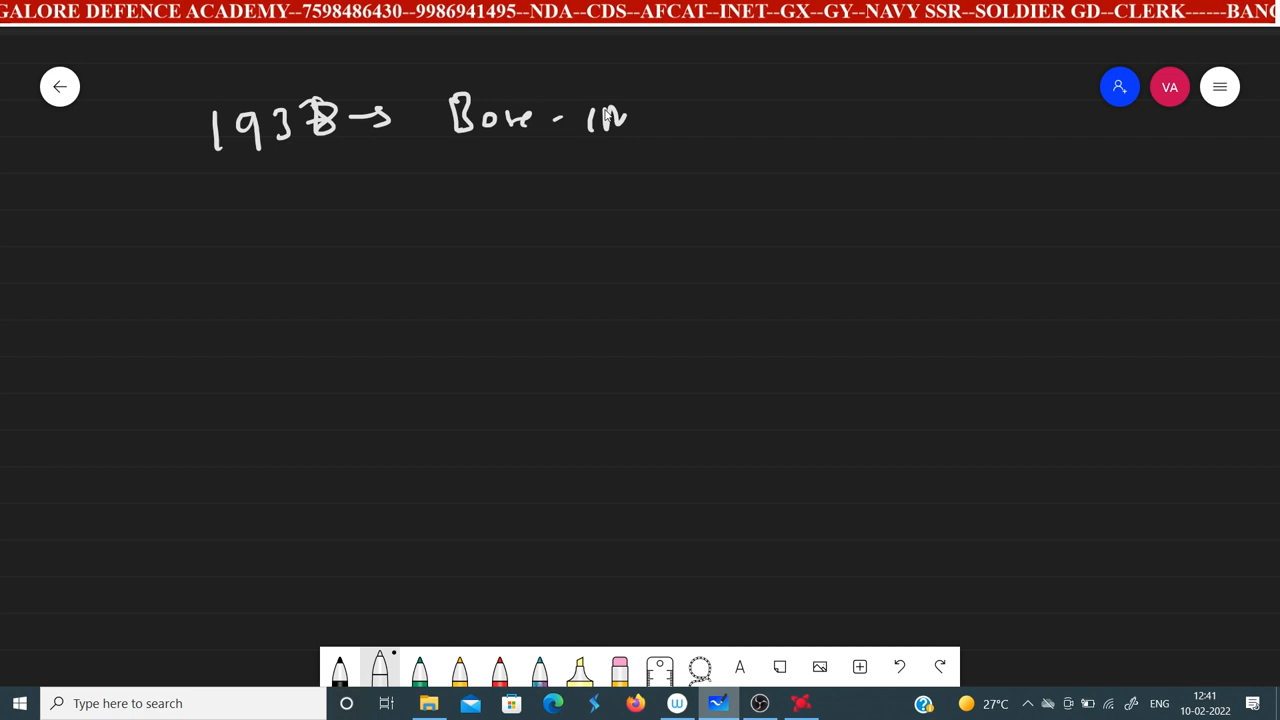 GALORE DEFENCE ACADEMY--7598486430--9986941495--NDA--CDS--AFCAT--INET--GX--GY--NAVY SSR--SOLDIER GD--CLERK------BANG
VA
1938→ Bose - IN
A
Type here to search
27°C
ENG
12:41
10-02-2022